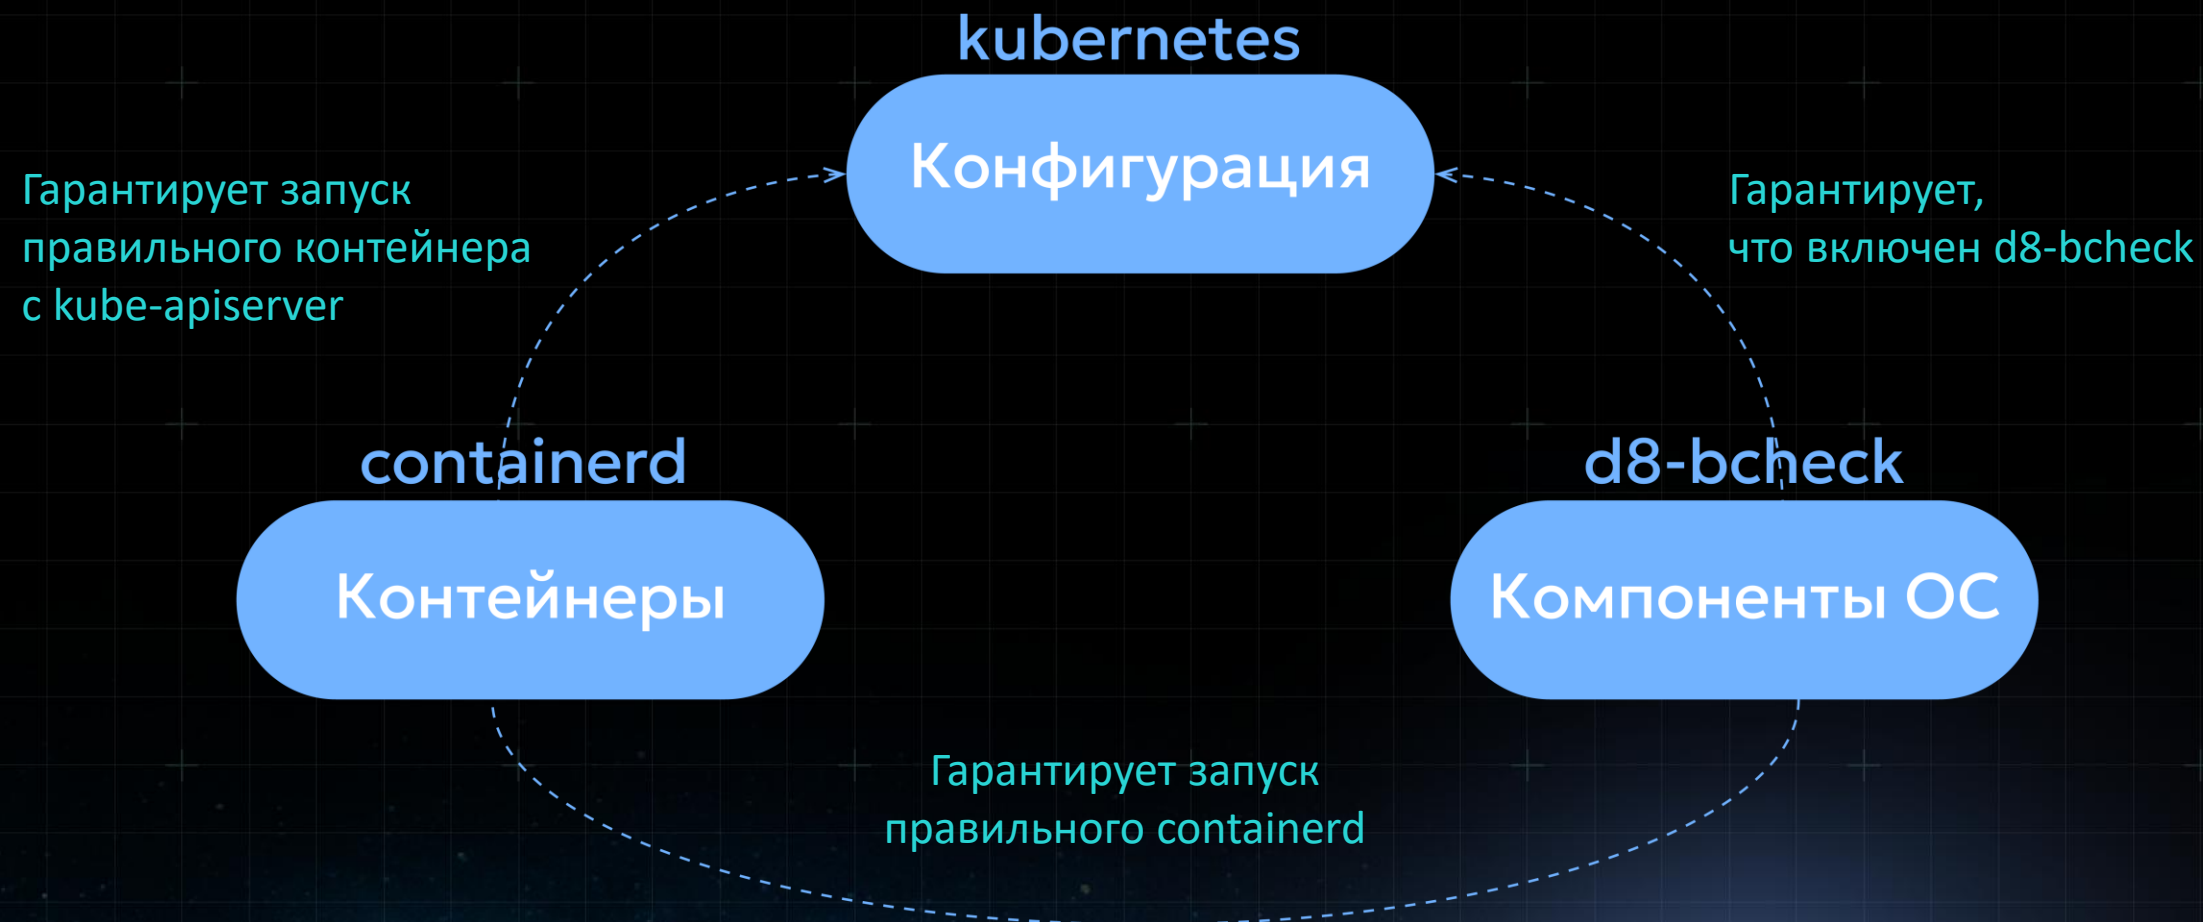 kubernetes
Конфигурация
Гарантирует запуск
правильного контейнера
с kube-apiserver
Гарантирует,
что включен d8-bcheck
containerd
Контейнеры
d8-bcheck
Компоненты ОС
Гарантирует запуск
правильного containerd